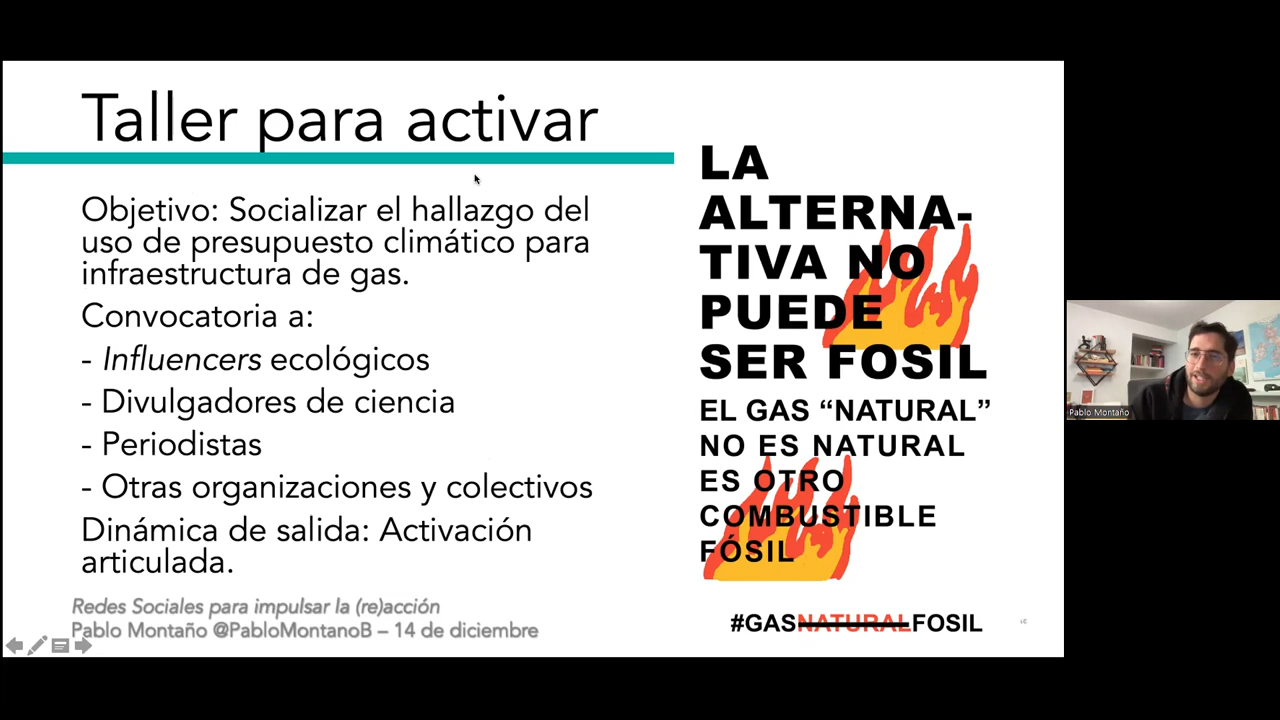 Taller para activar
Objetivo: Socializar el hallazgo del
uso de presupuesto climático para
infraestructura de gas.
Convocatoria a:
- Influencers ecológicos
- Divulgadores de ciencia
- Periodistas
- Otras organizaciones y colectivos
Dinámica de salida: Activación
articulada.
Redes Sociales para impulsar la (re)acción
Pablo Montaño @PabloMontanoB – 14 de diciembre
LA
ALTERNA-
TIVA NO
PUEDE
SER FOSIL
EL GAS “NATURAL”
NO ES NATURAL
ES OTRO
COMBUSTIBLE
FÓSIL
#GASNATURALFOSIL
Pablo Montaño